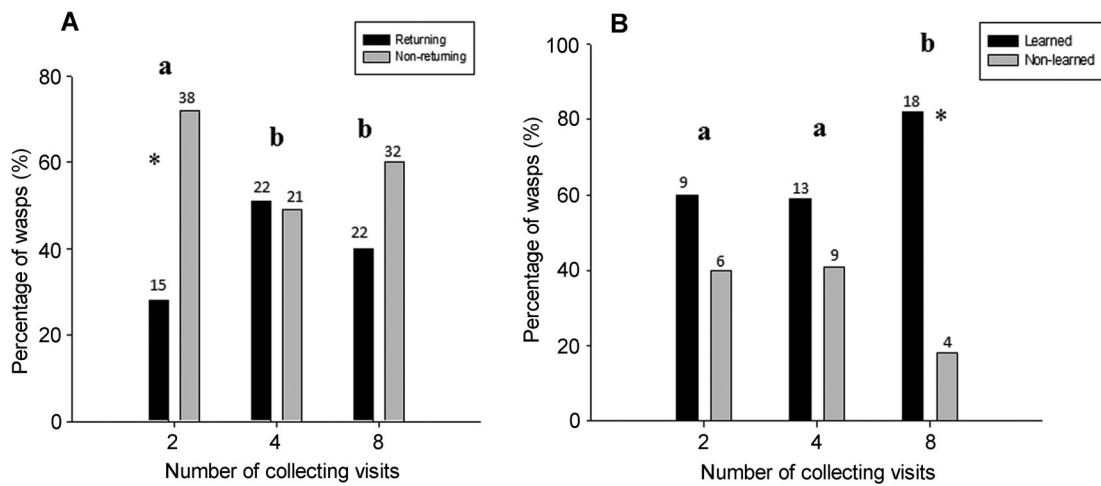 A
Returning
Non-returning
Percentage of wasps (%)
80
60
40
20
0
a
b
b
*
15
38
22
21
22
32
2
4
8
Number of collecting visits
B
Learned
Non-learned
Percentage of wasps (%)
100
80
60
40
20
0
a
a
b
*
9
6
13
9
18
4
2
4
8
Number of collecting visits